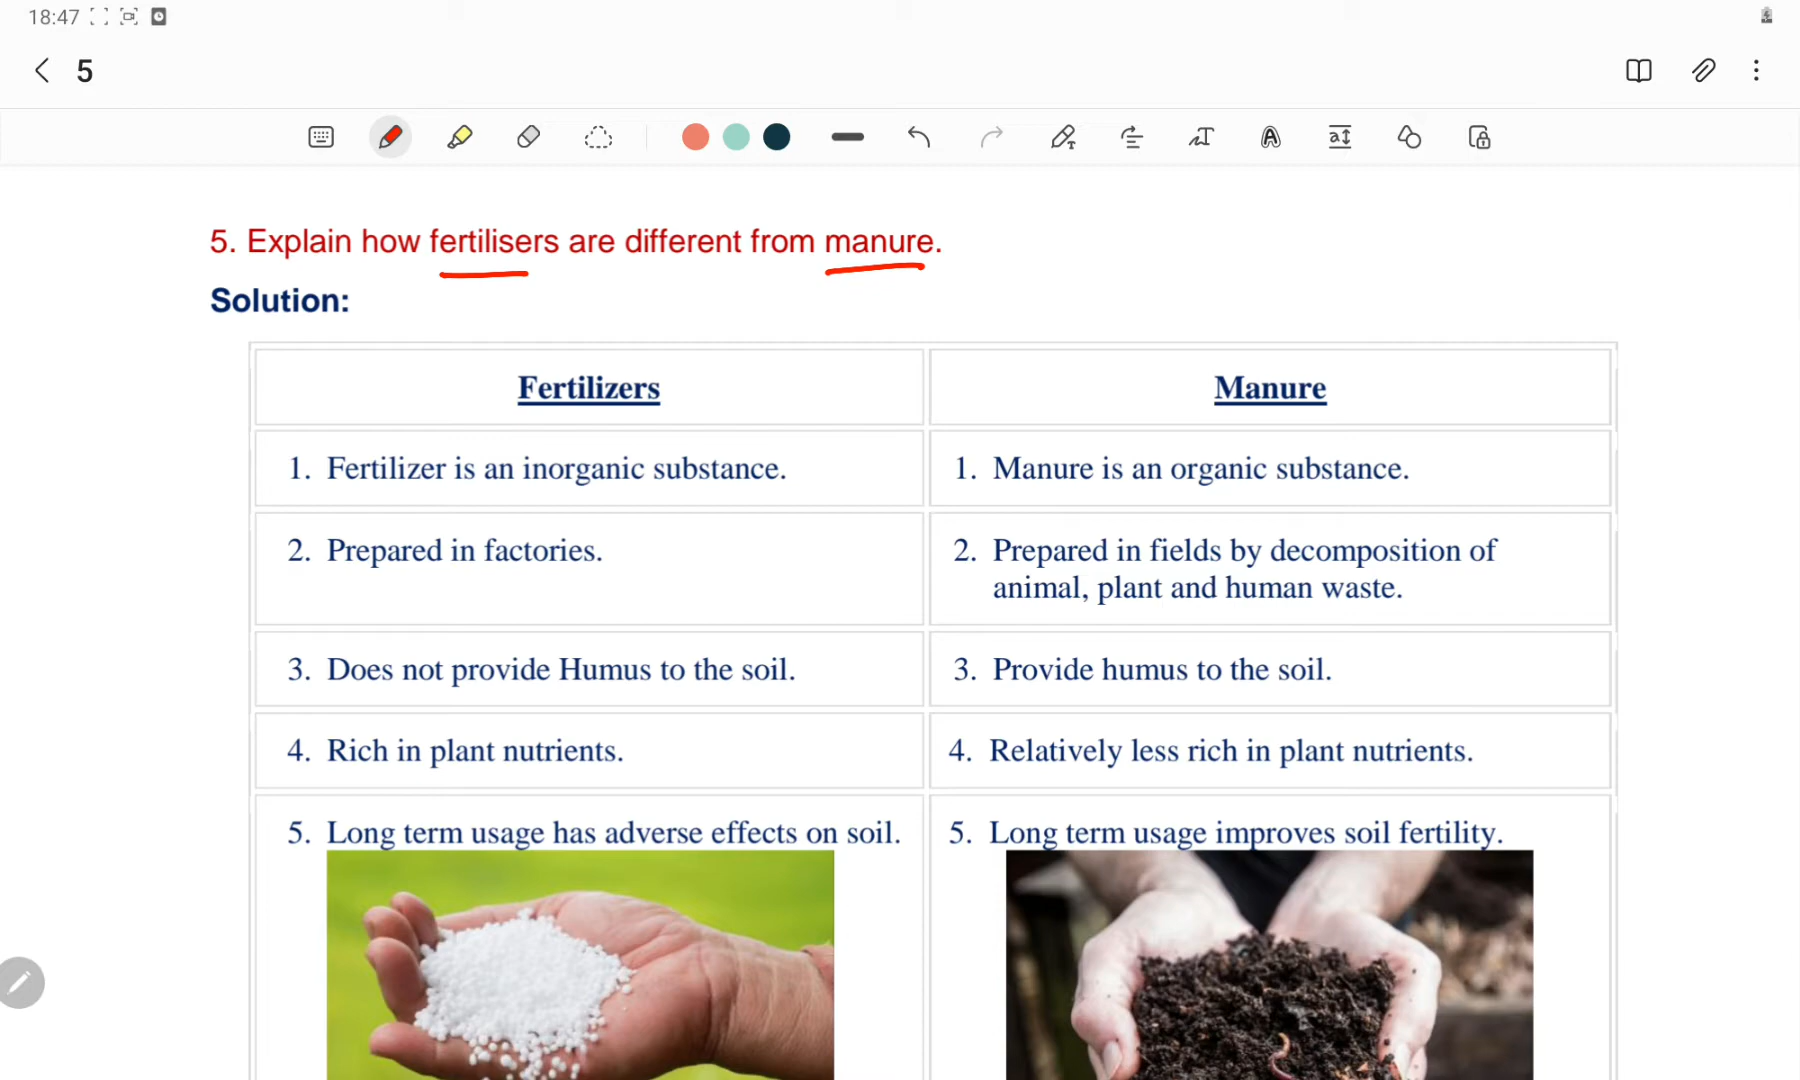 18:47
5
5. Explain how fertilisers are different from manure.
Solution:
Fertilizers
Manure
1. Fertilizer is an inorganic substance.
1. Manure is an organic substance.
2. Prepared in factories.
2. Prepared in fields by decomposition of
animal, plant and human waste.
3. Does not provide Humus to the soil.
3. Provide humus to the soil.
4. Rich in plant nutrients.
4. Relatively less rich in plant nutrients.
5. Long term usage has adverse effects on soil.
5. Long term usage improves soil fertility.